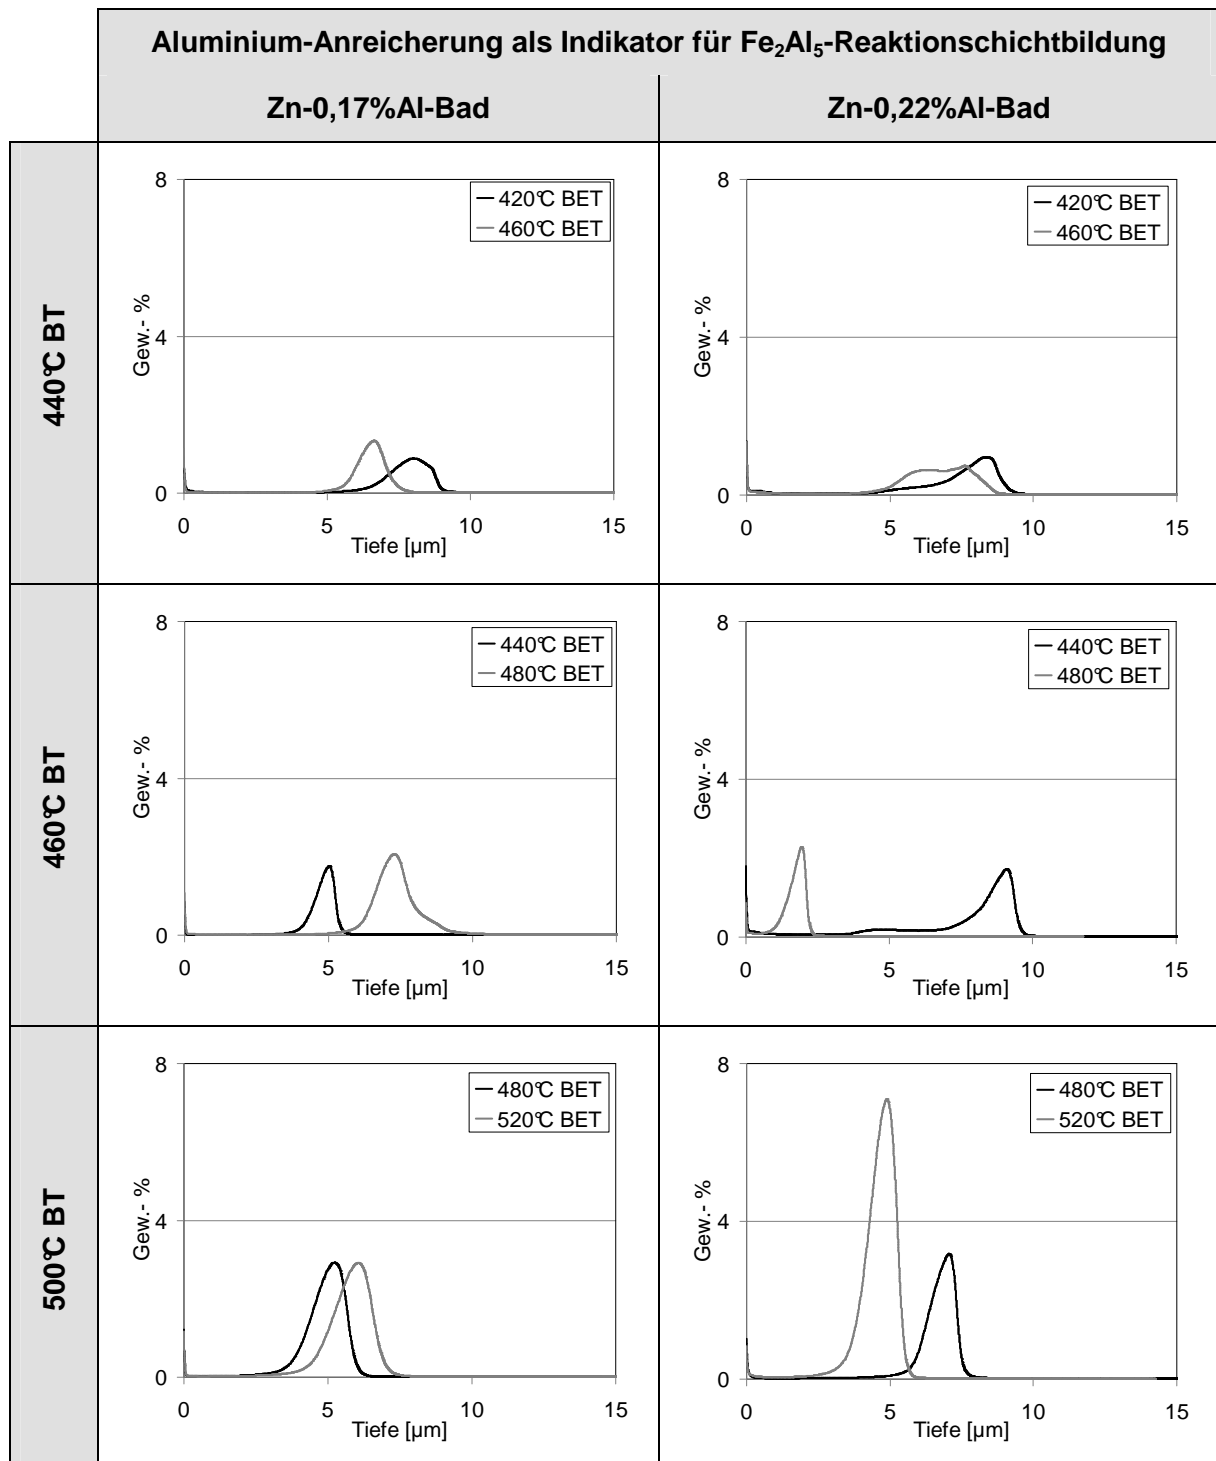 Aluminium-Anreicherung als Indikator für Fe₂Al₅-Reaktionschichtbildung
Zn-0,17%Al-Bad
Zn-0,22%Al-Bad
440°C BT
8
4
0
Gew.- %
420°C BET
460°C BET
0 5 10 15
Tiefe [µm]
8
4
0
Gew.- %
420°C BET
460°C BET
0 5 10 15
Tiefe [µm]
460°C BT
8
4
0
Gew.- %
440°C BET
480°C BET
0 5 10 15
Tiefe [µm]
8
4
0
Gew.- %
440°C BET
480°C BET
0 5 10 15
Tiefe [µm]
500°C BT
8
4
0
Gew.- %
480°C BET
520°C BET
0 5 10 15
Tiefe [µm]
8
4
0
Gew.- %
480°C BET
520°C BET
0 5 10 15
Tiefe [µm]